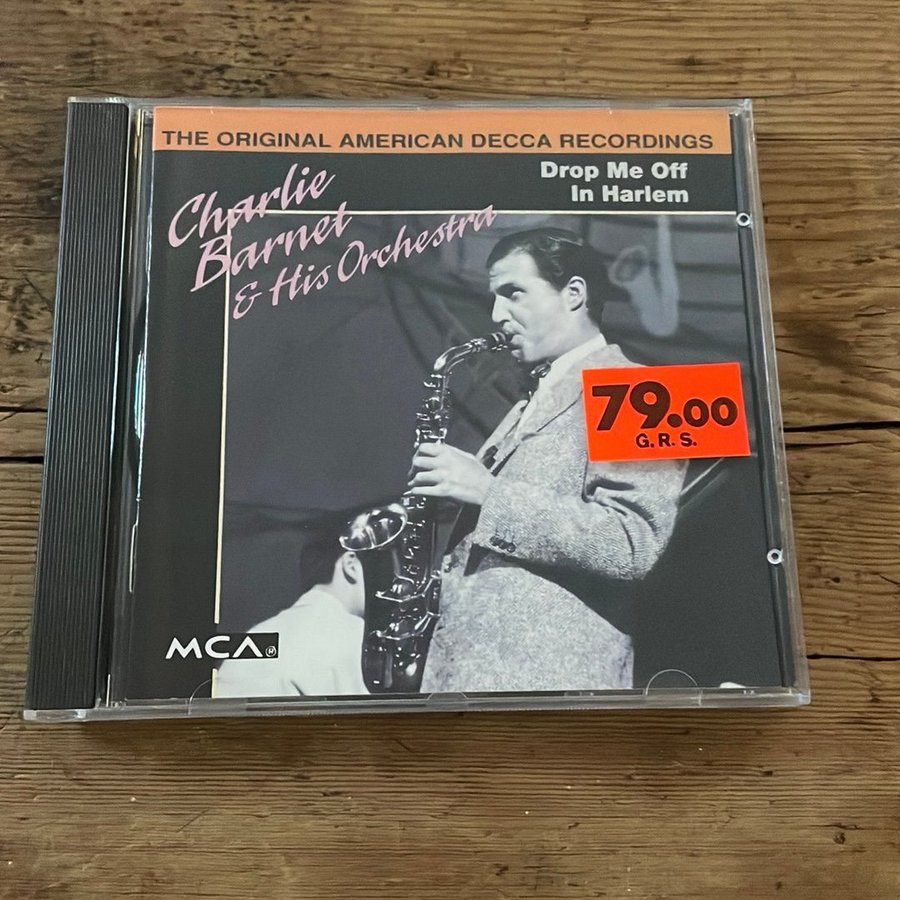 THE ORIGINAL AMERICAN DECCA RECORDINGS
Drop Me Off
In Harlem
Charlie
Barnet
& His Orchestra
79.00
G.R.S.
MCA